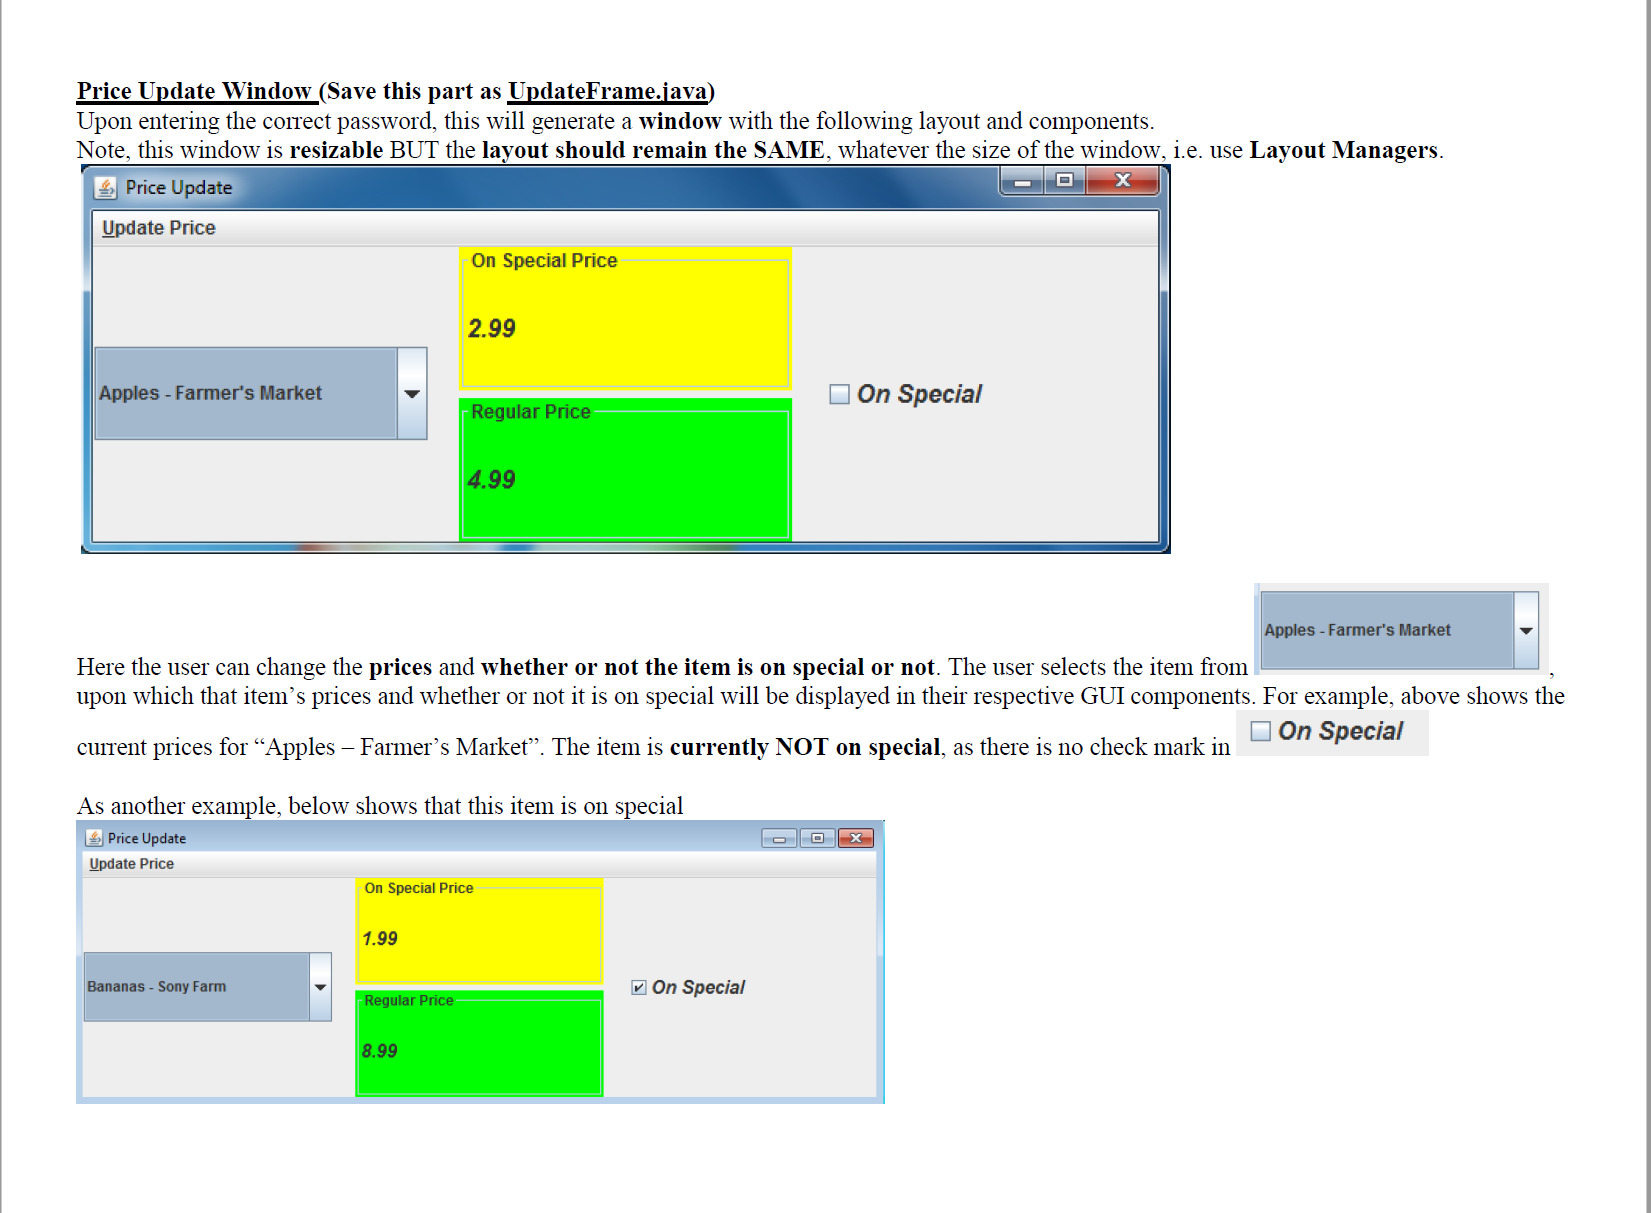 Price Update Window (Save this part as UpdateFrame.java)
Upon entering the correct password, this will generate a window with the following layout and components.
Note, this window is resizable BUT the layout should remain the SAME, whatever the size of the window, i.e. use Layout Managers.
Price Update
Update Price
On Special Price
2.99
Apples - Farmer's Market
On Special
Regular Price
4.99
Apples - Farmer's Market
Here the user can change the prices and whether or not the item is on special or not. The user selects the item from ,
upon which that item’s prices and whether or not it is on special will be displayed in their respective GUI components. For example, above shows the
current prices for “Apples – Farmer’s Market”. The item is currently NOT on special, as there is no check mark in On Special
As another example, below shows that this item is on special
Price Update
Update Price
On Special Price
1.99
Bananas - Sony Farm
On Special
Regular Price
8.99